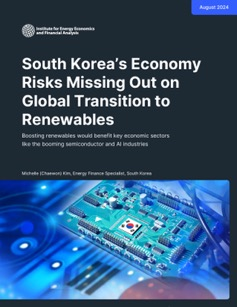 August 2024
Institute for Energy Economics
and Financial Analysis
South Korea's Economy
Risks Missing Out on
Global Transition to
Renewables
Boosting renewables would benefit key economic sectors
like the booming semiconductor and AI industries
Michelle (Chaewon) Kim, Energy Finance Specialist, South Korea